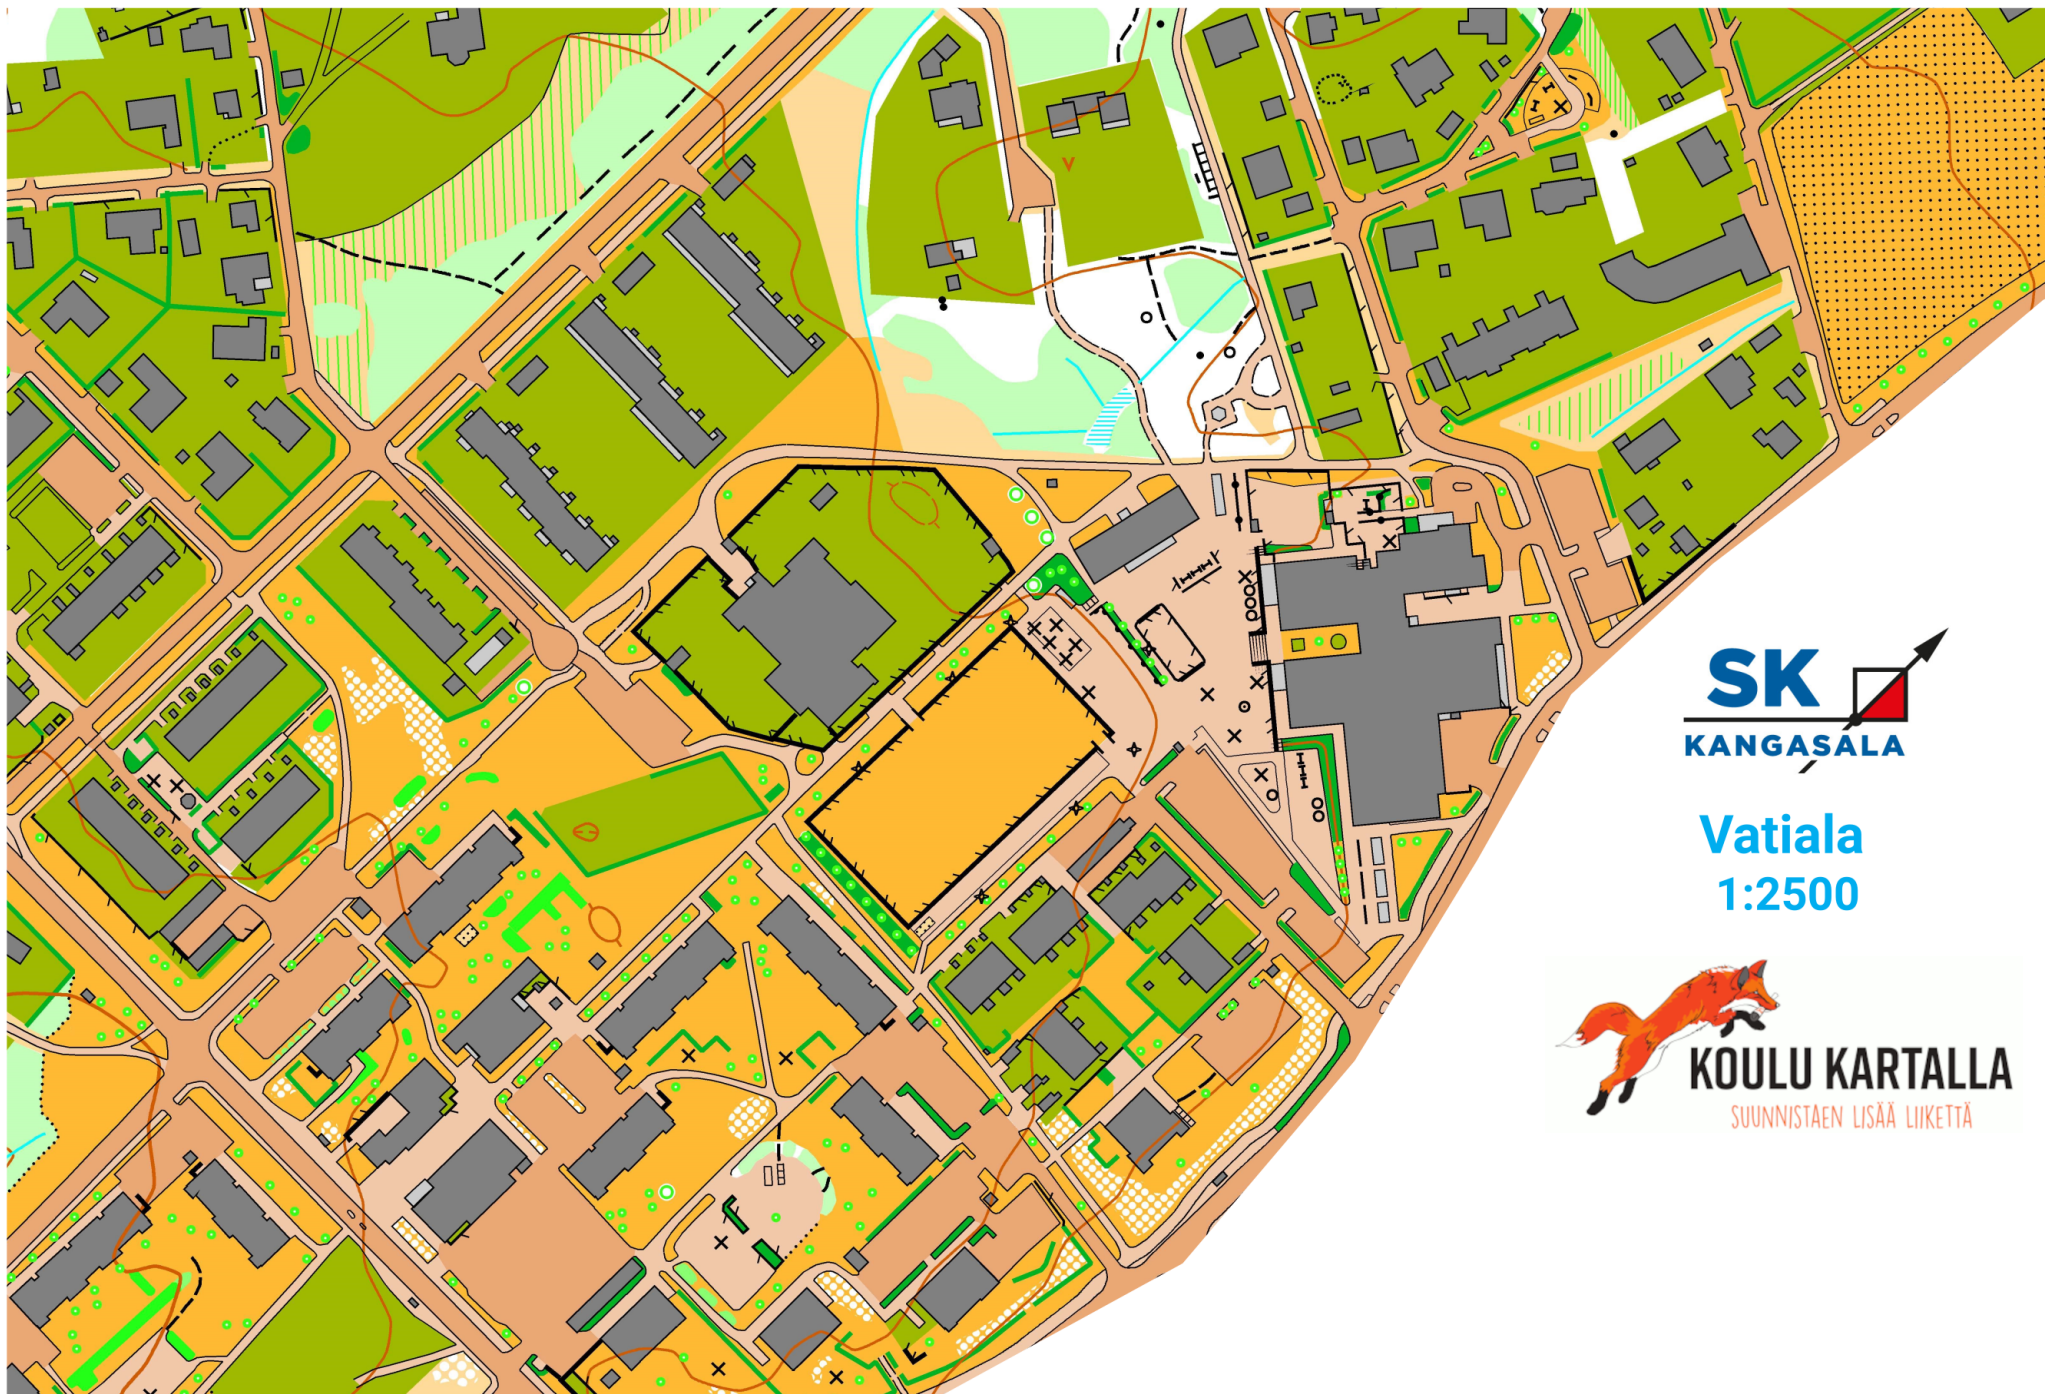 SK
KANGASALA
Vatiala
1:2500
KOULU KARTALLA
SUUNNISTAEN LISÄÄ LIIKETTÄ